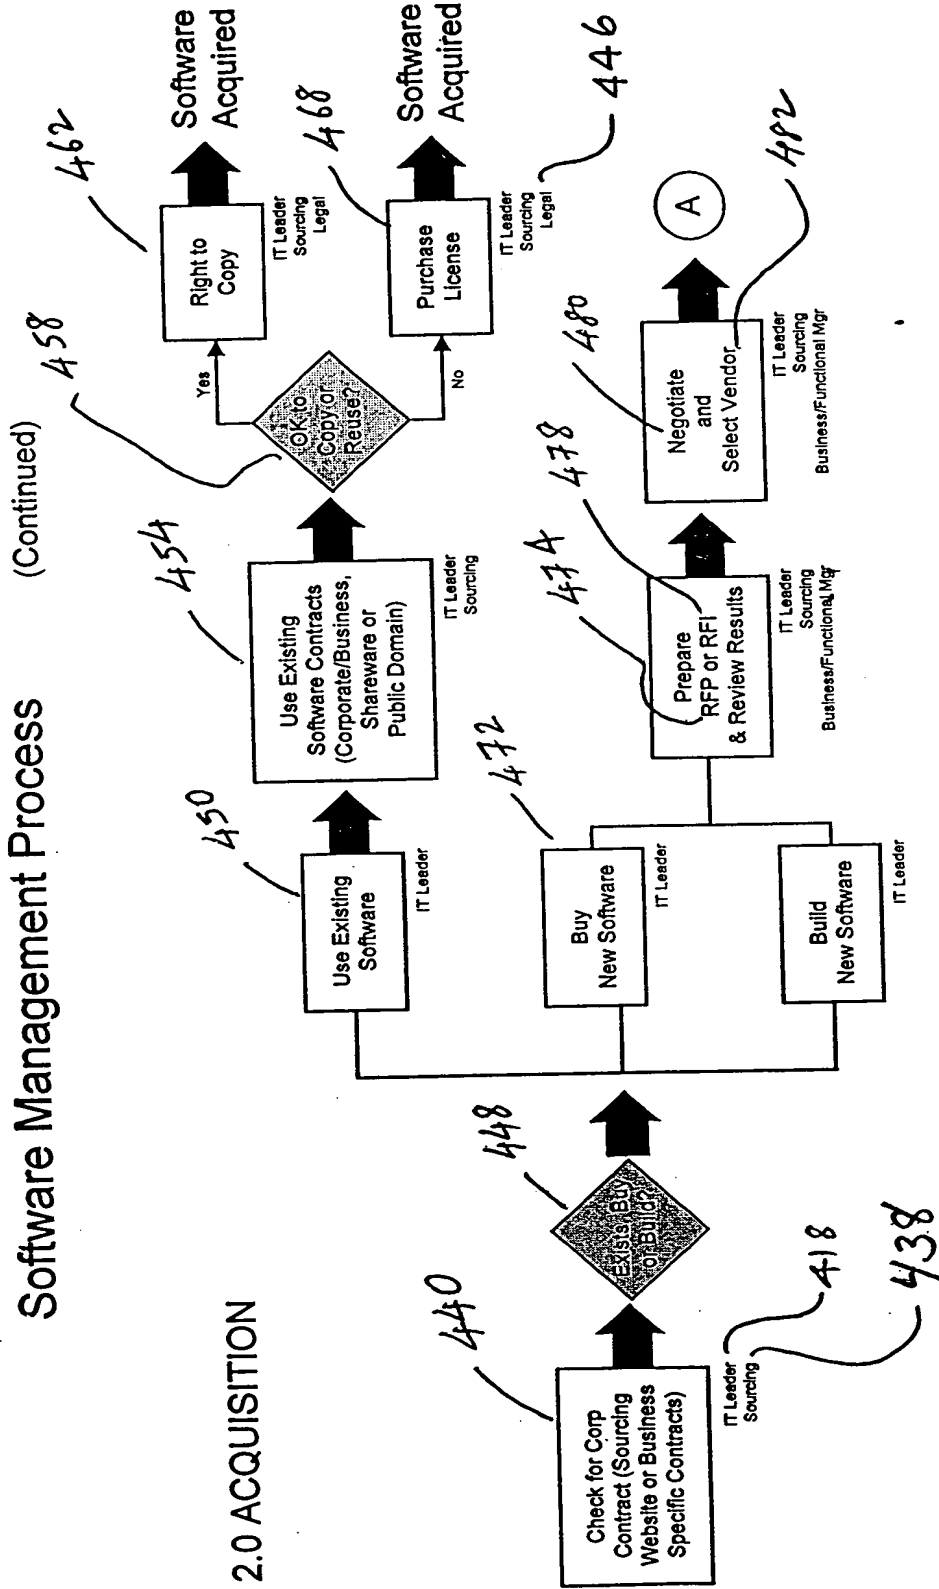 Software Management Process (Continued)
2.0 ACQUISITION
440
Check for Corp
Contract (Sourcing
Website or Business
Specific Contracts)
IT Leader
Sourcing
418
438
448
Exists, Buy
or Build?
450
Use Existing
Software
IT Leader
454
Use Existing
Software Contracts
(Corporate/Business,
Shareware or
Public Domain)
IT Leader
Sourcing
458
OK to
Copy or
Reuse?
Yes
No
462
Right to
Copy
IT Leader
Sourcing
Legal
Software
Acquired
468
Purchase
License
IT Leader
Sourcing
Legal
446
Software
Acquired
472
Buy
New Software
IT Leader
Build
New Software
IT Leader
474
478
Prepare
RFP or RFI
& Review Results
IT Leader
Sourcing
Business/Functional Mgr
480
Negotiate
and
Select Vendor
482
IT Leader
Sourcing
Business/Functional Mgr
A